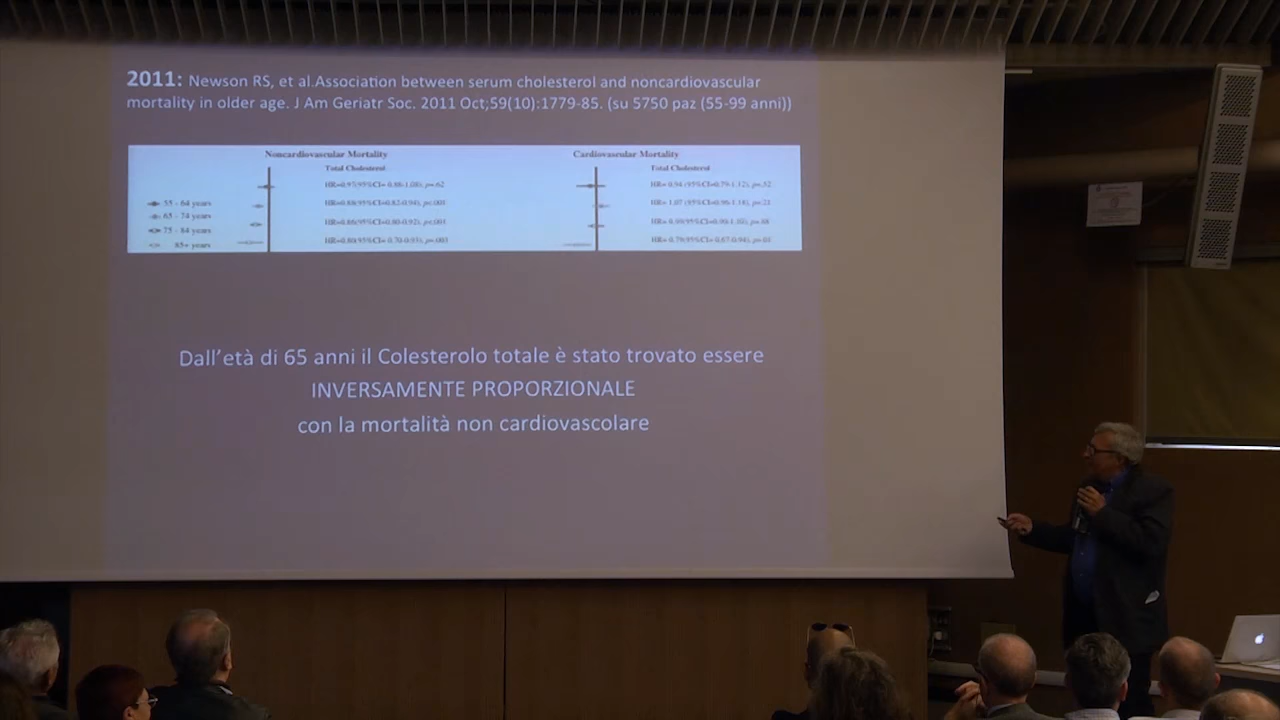 2011: Newson RS, et al.Association between serum cholesterol and noncardiovascular
mortality in older age. J Am Geriatr Soc. 2011 Oct;59(10):1779-85. (su 5750 paz (55-99 anni))
Noncardiovascular Mortality
Cardiovascular Mortality
Total Cholesterol
Total Cholesterol
55 - 64 years
65 - 74 years
75 - 84 years
85+ years
Dall'età di 65 anni il Colesterolo totale è stato trovato essere
INVERSAMENTE PROPORZIONALE
con la mortalità non cardiovascolare